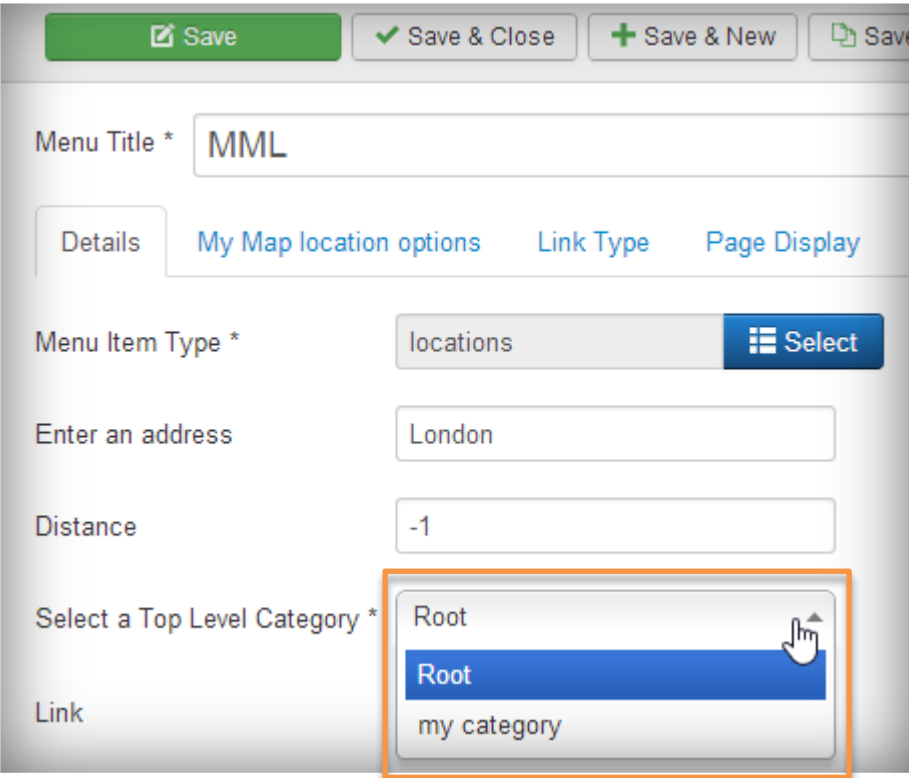 Save Save & Close Save & New Save
Menu Title * MML
Details My Map location options Link Type Page Display
Menu Item Type * locations Select
Enter an address London
Distance -1
Select a Top Level Category * Root
Root
Link
my category